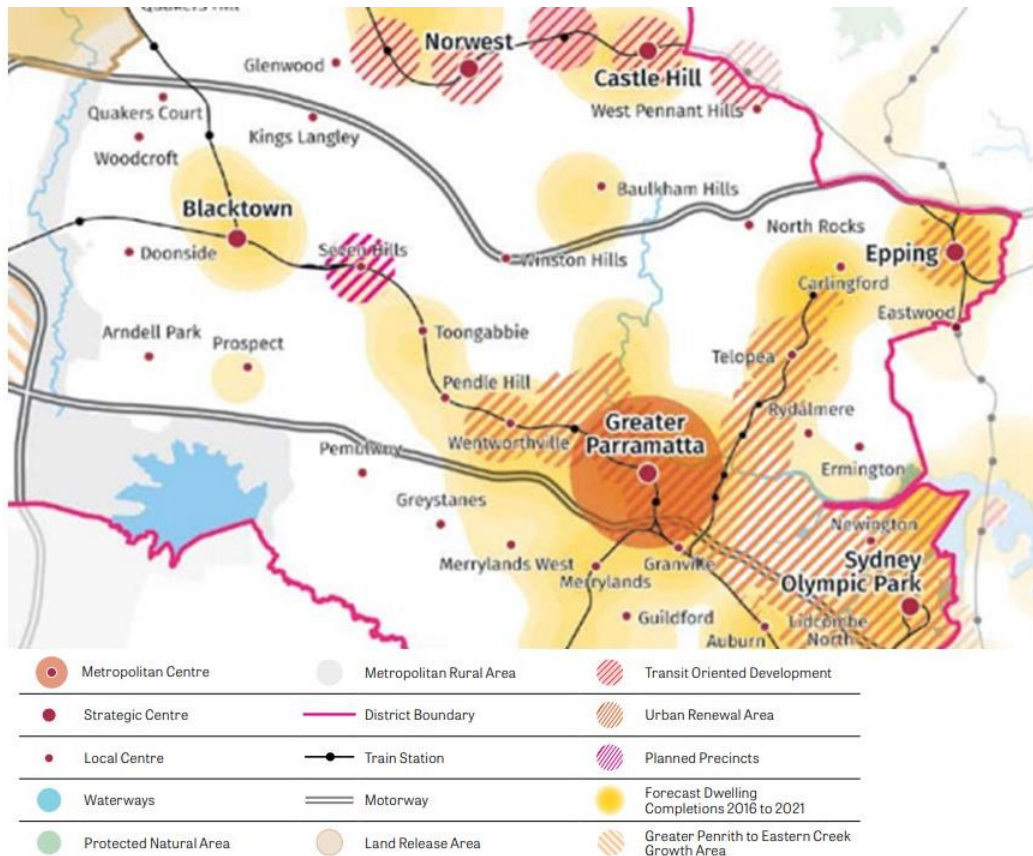 Quakers Hill
Norwest
Glenwood
Castle Hill
Quakers Court
West Pennant Hills
Kings Langley
Woodcroft
Baulkham Hills
Blacktown
North Rocks
Seven Hills
Epping
Doonside
Winston Hills
Carlingford
Eastwood
Arndell Park
Toongabbie
Prospect
Telopea
Pendle Hill
Rydalmere
Greater
Parramatta
Wentworthville
Pemulwuy
Ermington
Greystanes
Newington
Merrylands West
Granville
Sydney
Olympic Park
Merrylands
Guildford
Lidcombe
North
Auburn
Metropolitan Centre
Metropolitan Rural Area
Transit Oriented Development
Strategic Centre
District Boundary
Urban Renewal Area
Local Centre
Train Station
Planned Precincts
Waterways
Motorway
Forecast Dwelling
Completions 2016 to 2021
Protected Natural Area
Land Release Area
Greater Penrith to Eastern Creek
Growth Area